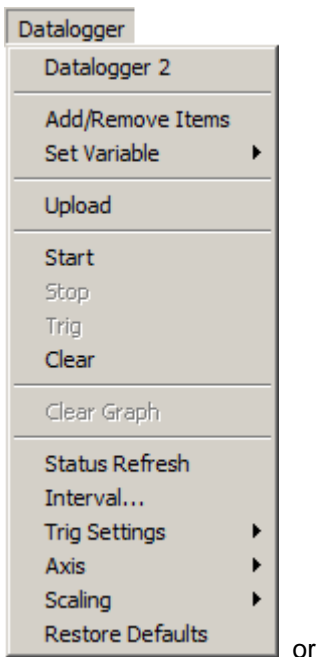 Datalogger
Datalogger 2
Add/Remove Items
Set Variable
Upload
Start
Stop
Trig
Clear
Clear Graph
Status Refresh
Interval...
Trig Settings
Axis
Scaling
Restore Defaults
or